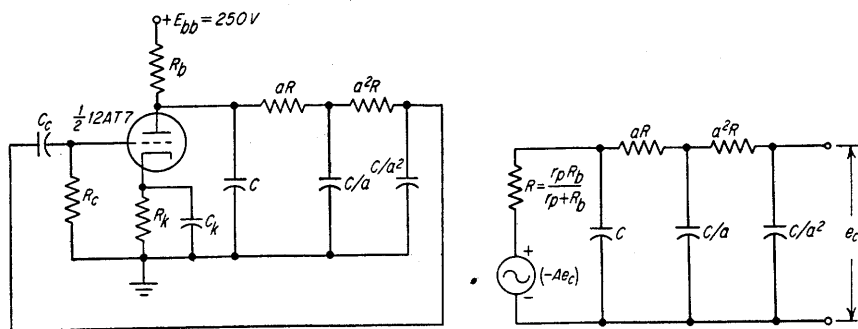 + E_bb = 250 V
R_b
aR
a²R
C_c
½ 12AT7
R_c
R_k
C_k
C
C/a
C/a²
aR
a²R
R = r_p R_b / r_p + R_b
C
C/a
C/a²
e_c
+
(-Ae_c)
-